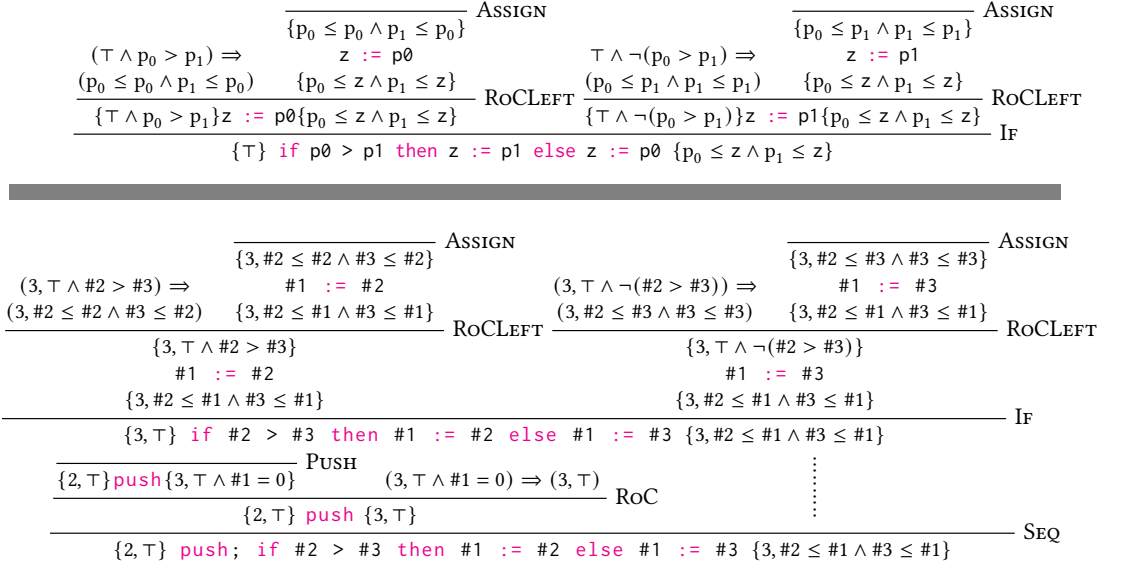 ASSIGN ASSIGN
{p₀ ≤ p₀ ∧ p₁ ≤ p₀} {p₀ ≤ p₁ ∧ p₁ ≤ p₁}
(⊤ ∧ p₀ > p₁) ⇒ z := p0 ⊤ ∧ ¬(p₀ > p₁) ⇒ z := p1
(p₀ ≤ p₀ ∧ p₁ ≤ p₀) {p₀ ≤ z ∧ p₁ ≤ z} (p₀ ≤ p₁ ∧ p₁ ≤ p₁) {p₀ ≤ z ∧ p₁ ≤ z}
ROCLEFT ROCLEFT
{⊤ ∧ p₀ > p₁}z := p0{p₀ ≤ z ∧ p₁ ≤ z} {⊤ ∧ ¬(p₀ > p₁)}z := p1{p₀ ≤ z ∧ p₁ ≤ z}
IF
{⊤} if p0 > p1 then z := p1 else z := p0 {p₀ ≤ z ∧ p₁ ≤ z}
ASSIGN ASSIGN
{3, #2 ≤ #2 ∧ #3 ≤ #2} {3, #2 ≤ #3 ∧ #3 ≤ #3}
(3, ⊤ ∧ #2 > #3) ⇒ #1 := #2 (3, ⊤ ∧ ¬(#2 > #3)) ⇒ #1 := #3
(3, #2 ≤ #2 ∧ #3 ≤ #2) {3, #2 ≤ #1 ∧ #3 ≤ #1} (3, #2 ≤ #3 ∧ #3 ≤ #3) {3, #2 ≤ #1 ∧ #3 ≤ #1}
ROCLEFT ROCLEFT
{3, ⊤ ∧ #2 > #3} {3, ⊤ ∧ ¬(#2 > #3)}
#1 := #2 #1 := #3
{3, #2 ≤ #1 ∧ #3 ≤ #1} {3, #2 ≤ #1 ∧ #3 ≤ #1}
IF
{3, ⊤} if #2 > #3 then #1 := #2 else #1 := #3 {3, #2 ≤ #1 ∧ #3 ≤ #1}
PUSH
{2, ⊤}push{3, ⊤ ∧ #1 = 0} (3, ⊤ ∧ #1 = 0) ⇒ (3, ⊤)
ROC
{2, ⊤} push {3, ⊤}
SEQ
{2, ⊤} push; if #2 > #3 then #1 := #2 else #1 := #3 {3, #2 ≤ #1 ∧ #3 ≤ #1}